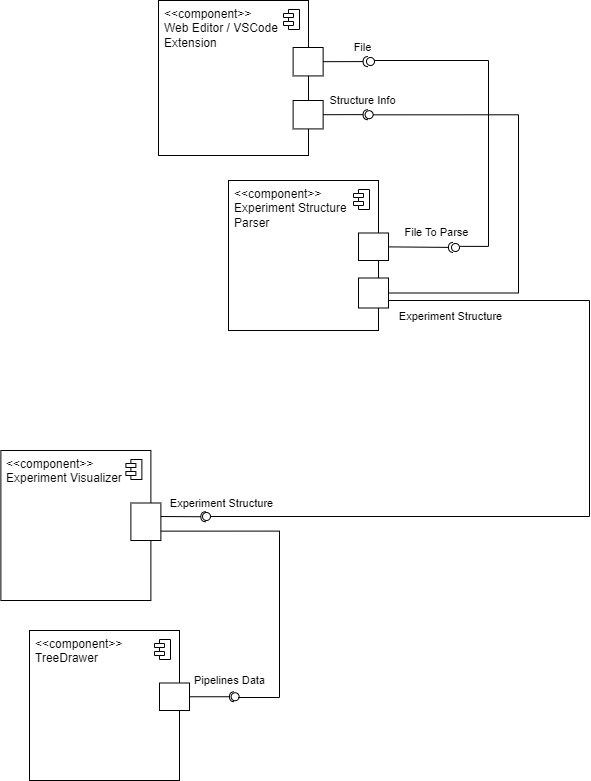 <<component>>
Web Editor / VSCode
Extension
File
Structure Info
<<component>>
Experiment Structure
Parser
File To Parse
Experiment Structure
<<component>>
Experiment Visualizer
Experiment Structure
<<component>>
TreeDrawer
Pipelines Data